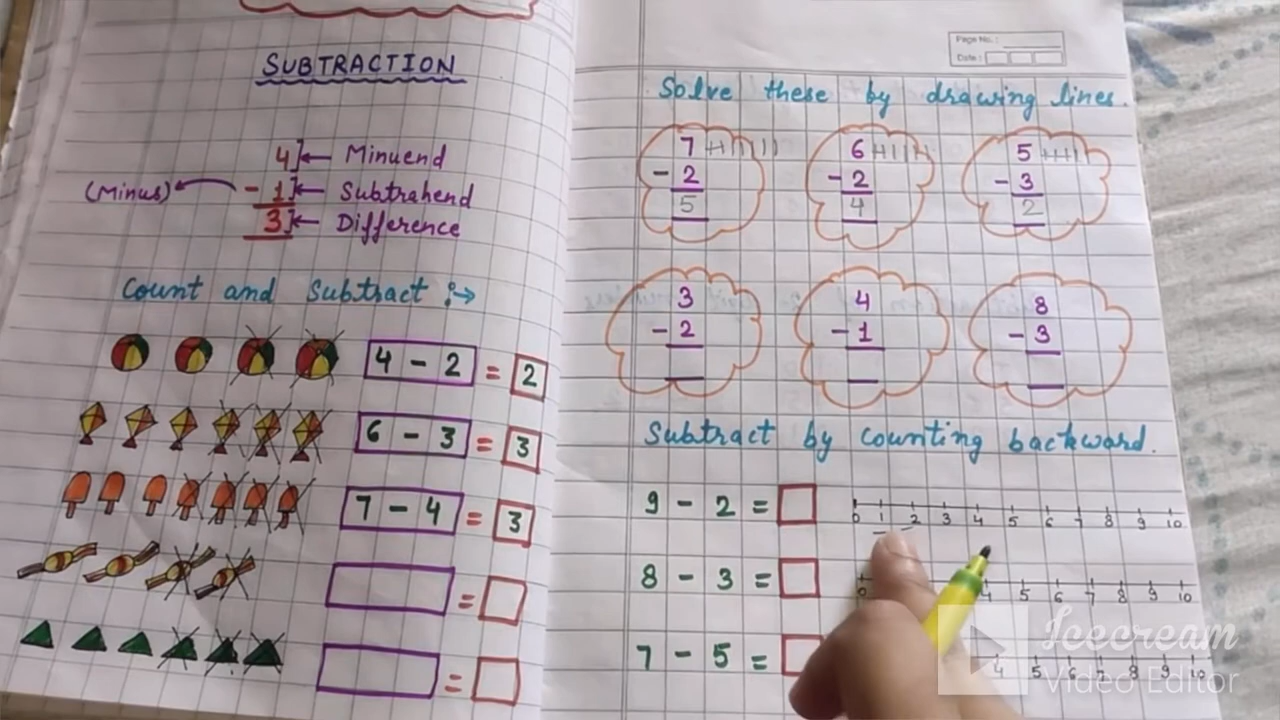 SUBTRACTION
4 ← Minuend
(Minus) ← - 1 ← Subtrahend
3 ← Difference
Count and Subtract :→
4 - 2 = 2
6 - 3 = 3
7 - 4 = 3
=
=
Page No. :
Date :
Solve these by drawing lines.
7 6 5
- 2 - 2 - 3
5 4 2
3 4 8
- 2 - 1 - 3
Subtract by counting backward.
9 - 2 =
0 1 2 3 4 5 6 7 8 9 10
8 - 3 =
0 4 5 6 7 8 9 10
7 - 5 =
4 5 6 7 8 9 10
Icecream
Video Editor